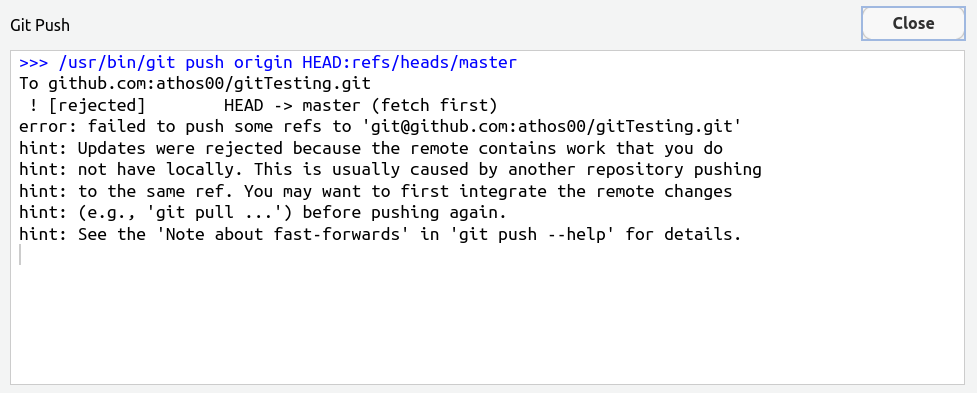 Git Push
Close
>>> /usr/bin/git push origin HEAD:refs/heads/master
To github.com:athos00/gitTesting.git
 ! [rejected]        HEAD -> master (fetch first)
error: failed to push some refs to 'git@github.com:athos00/gitTesting.git'
hint: Updates were rejected because the remote contains work that you do
hint: not have locally. This is usually caused by another repository pushing
hint: to the same ref. You may want to first integrate the remote changes
hint: (e.g., 'git pull ...') before pushing again.
hint: See the 'Note about fast-forwards' in 'git push --help' for details.